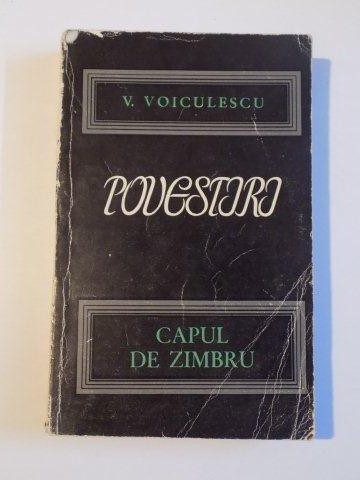 V. VOICULESCU
POVESTIRI
CAPUL
DE ZIMBRU